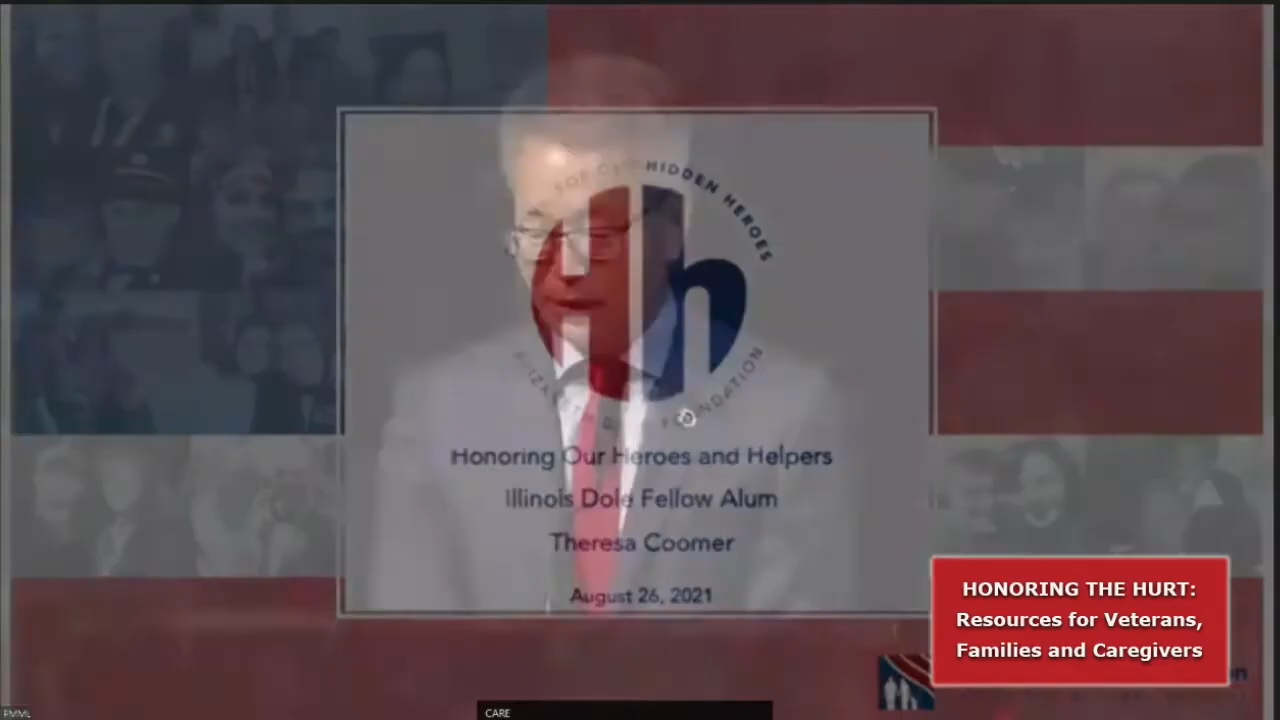 HIDDEN HEROES
FOUNDATION
Honoring Our Heroes and Helpers
Illinois Dole Fellow Alum
Theresa Coomer
August 26, 2021
HONORING THE HURT:
Resources for Veterans,
Families and Caregivers
PMML
CARE